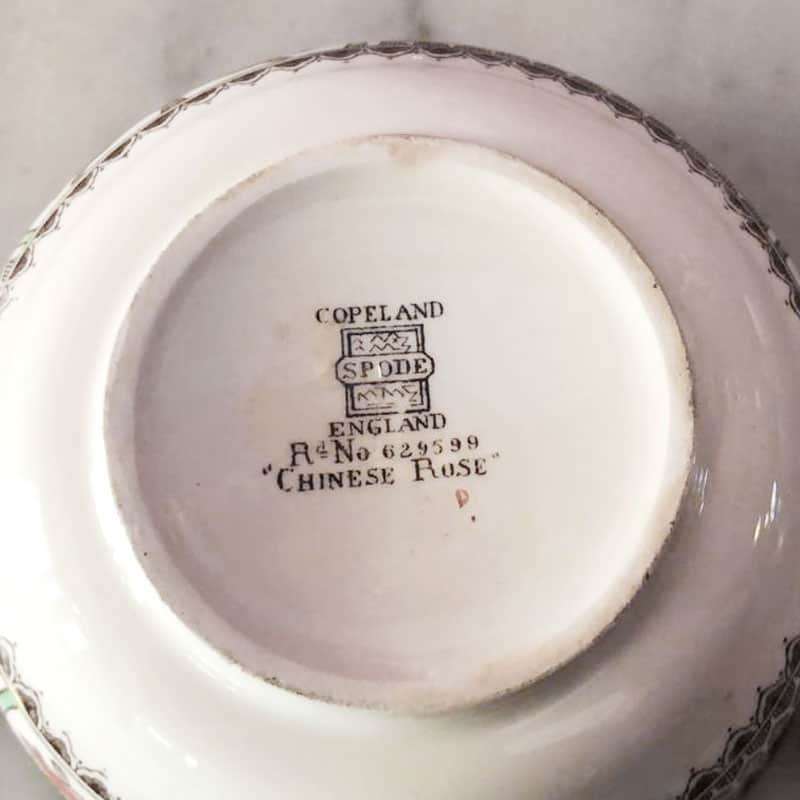 COPELAND
SPODE
ENGLAND
Rd No 629599
"CHINESE ROSE"